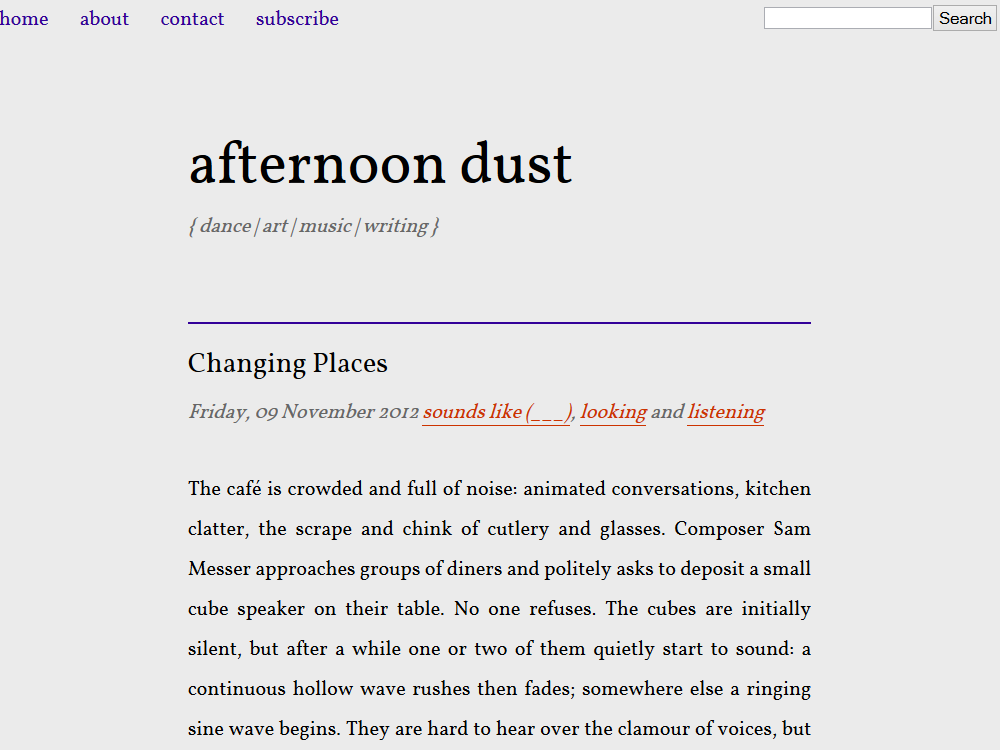 home about contact subscribe Search
afternoon dust
{ dance | art | music | writing }
Changing Places
Friday, 09 November 2012 sounds like (___), looking and listening
The café is crowded and full of noise: animated conversations, kitchen
clatter, the scrape and chink of cutlery and glasses. Composer Sam
Messer approaches groups of diners and politely asks to deposit a small
cube speaker on their table. No one refuses. The cubes are initially
silent, but after a while one or two of them quietly start to sound: a
continuous hollow wave rushes then fades; somewhere else a ringing
sine wave begins. They are hard to hear over the clamour of voices, but